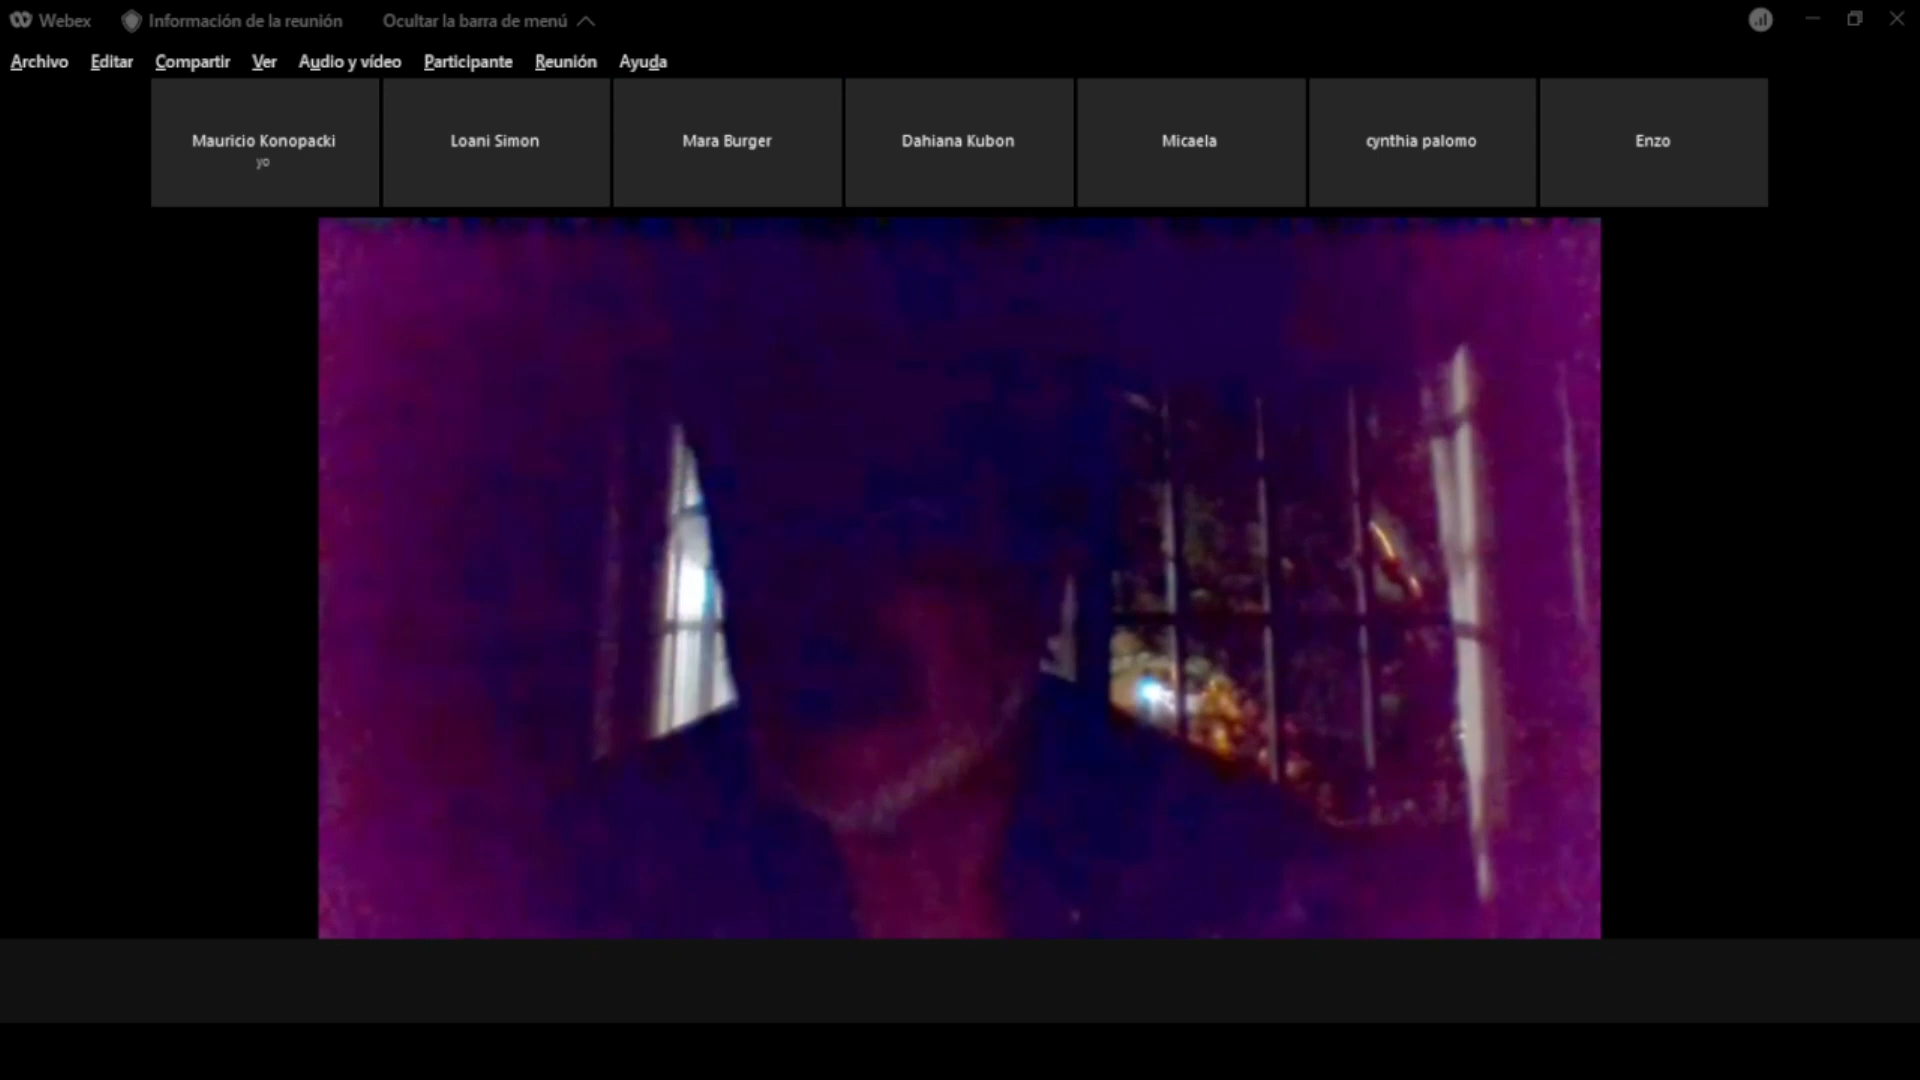 Webex Información de la reunión Ocultar la barra de menú
Archivo Editar Compartir Ver Audio y vídeo Participante Reunión Ayuda
Mauricio Konopacki
yo
Loani Simon
Mara Burger
Dahiana Kubon
Micaela
cynthia palomo
Enzo